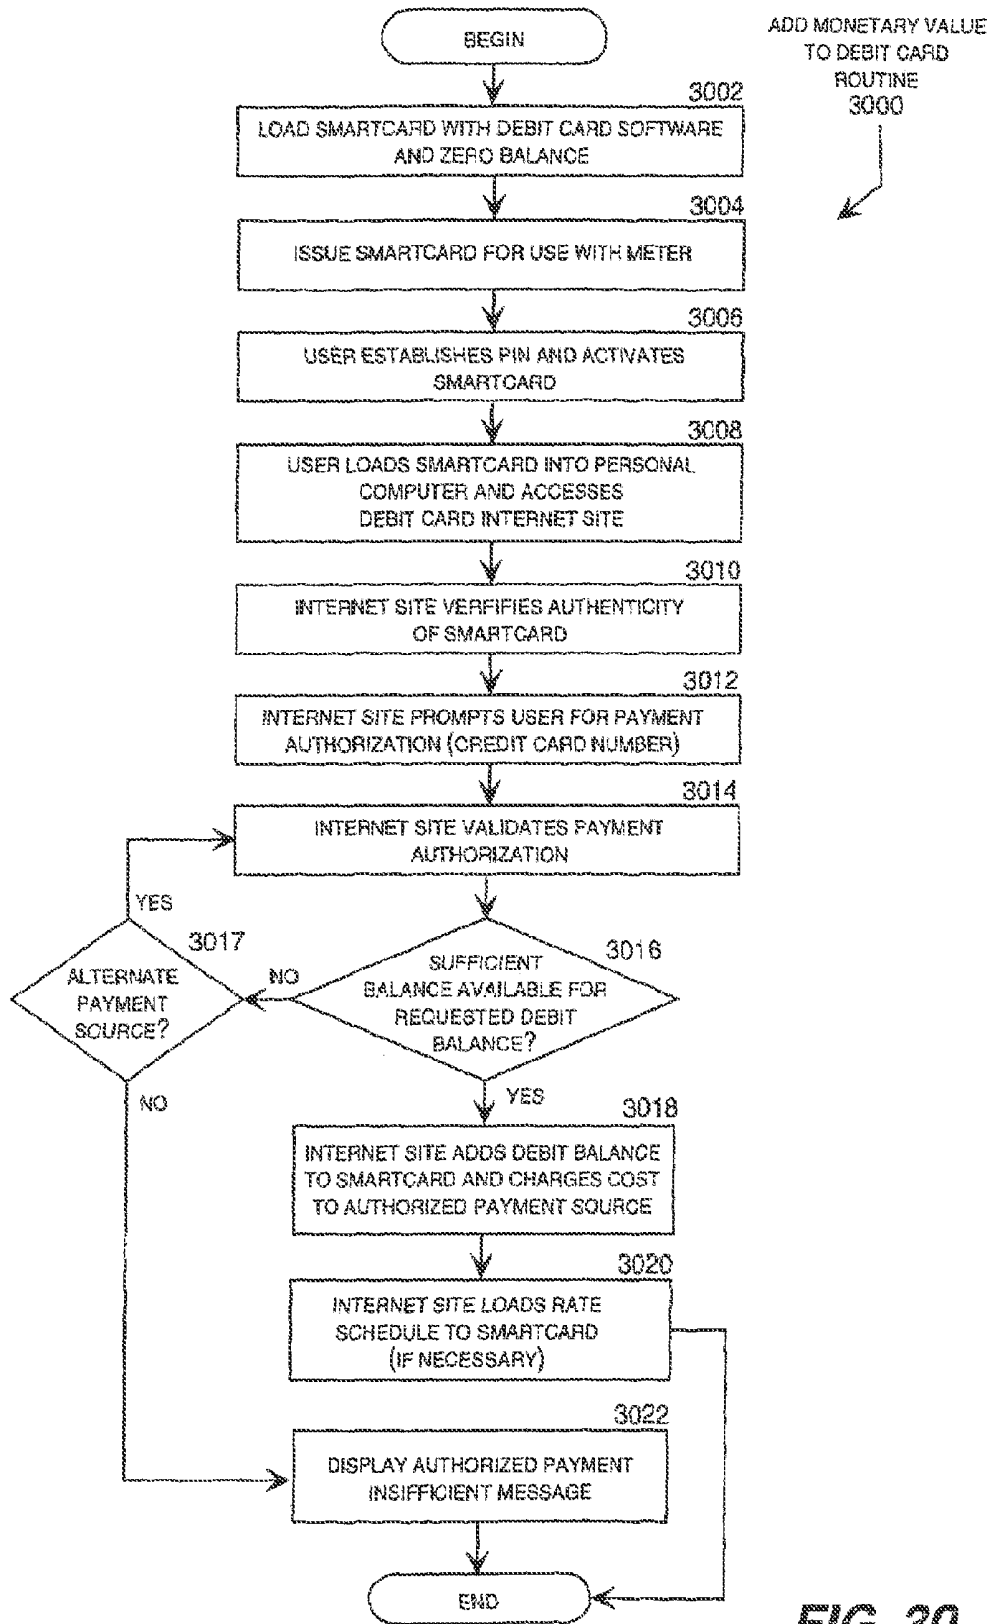 BEGIN
ADD MONETARY VALUE
TO DEBIT CARD
ROUTINE
3000
3002
LOAD SMARTCARD WITH DEBIT CARD SOFTWARE
AND ZERO BALANCE
3004
ISSUE SMARTCARD FOR USE WITH METER
3006
USER ESTABLISHES PIN AND ACTIVATES
SMARTCARD
3008
USER LOADS SMARTCARD INTO PERSONAL
COMPUTER AND ACCESSES
DEBIT CARD INTERNET SITE
3010
INTERNET SITE VERFIFIES AUTHENTICITY
OF SMARTCARD
3012
INTERNET SITE PROMPTS USER FOR PAYMENT
AUTHORIZATION (CREDIT CARD NUMBER)
3014
INTERNET SITE VALIDATES PAYMENT
AUTHORIZATION
YES
3017
ALTERNATE
PAYMENT
SOURCE?
NO
3016
SUFFICIENT
BALANCE AVAILABLE FOR
REQUESTED DEBIT
BALANCE?
NO
YES
3018
INTERNET SITE ADDS DEBIT BALANCE
TO SMARTCARD AND CHARGES COST
TO AUTHORIZED PAYMENT SOURCE
3020
INTERNET SITE LOADS RATE
SCHEDULE TO SMARTCARD
(IF NECESSARY)
3022
DISPLAY AUTHORIZED PAYMENT
INSIFFICIENT MESSAGE
END